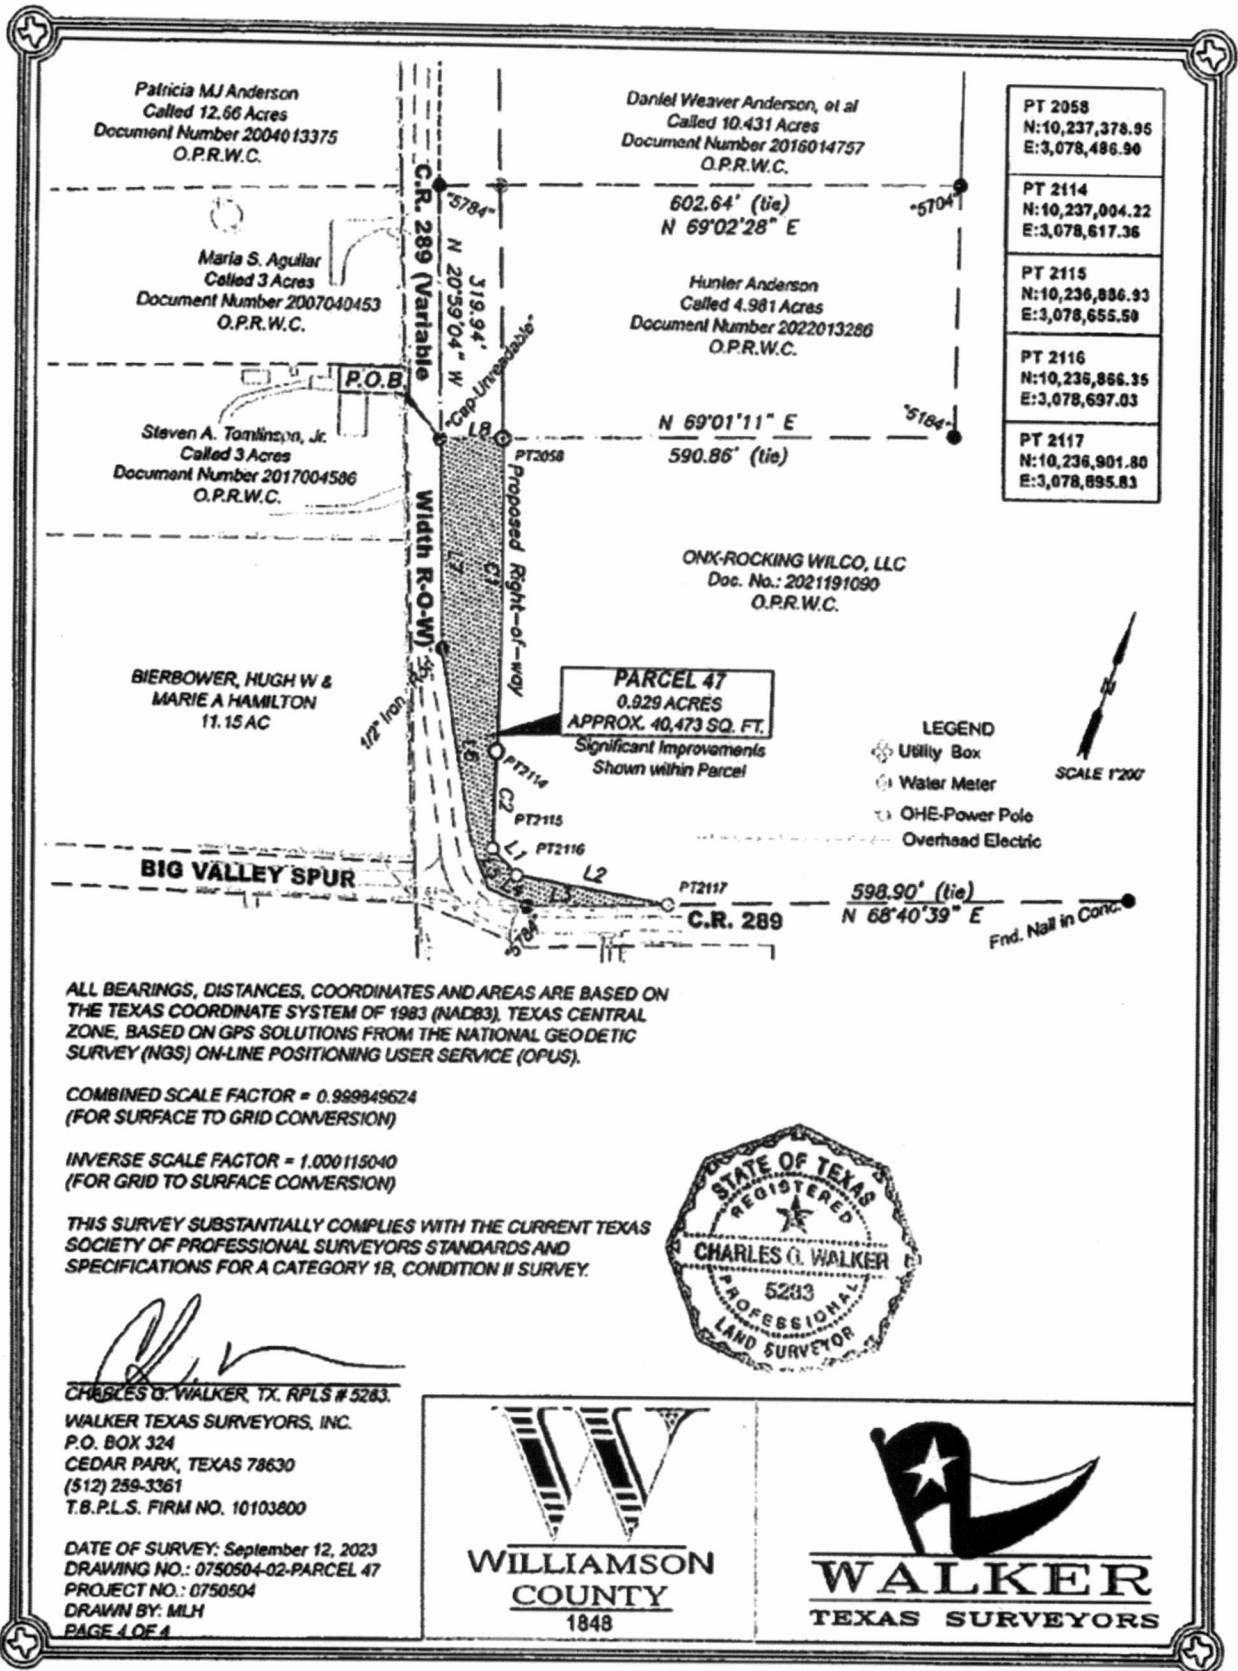 Patricia MJ Anderson
Called 12.66 Acres
Document Number 2004013375
O.P.R.W.C.
Daniel Weaver Anderson, et al
Called 10.431 Acres
Document Number 2016014757
O.P.R.W.C.
PT 2058
N:10,237,378.95
E:3,078,486.90
PT 2114
N:10,237,004.22
E:3,078,617.36
PT 2115
N:10,236,886.93
E:3,078,655.50
PT 2116
N:10,236,866.35
E:3,078,697.03
PT 2117
N:10,236,901.80
E:3,078,895.83
C.R. 289 (Variable
Width R-O-W)
"5784"
602.64' (tie)
N 69°02'28" E
"5704"
Maria S. Aguilar
Called 3 Acres
Document Number 2007040453
O.P.R.W.C.
319.94'
N 20°59'04" W
Hunter Anderson
Called 4.981 Acres
Document Number 2022013286
O.P.R.W.C.
P.O.B.
"Cap-Unreadable"
L8
PT2058
N 69°01'11" E
590.86' (tie)
"5184"
Steven A. Tomlinson, Jr.
Called 3 Acres
Document Number 2017004586
O.P.R.W.C.
L7
C1
Proposed Right-of-way
ONX-ROCKING WILCO, LLC
Doc. No.: 2021191090
O.P.R.W.C.
BIERBOWER, HUGH W &
MARIE A HAMILTON
11.15 AC
1/2" Iron
PARCEL 47
0.929 ACRES
APPROX. 40,473 SQ. FT.
Significant Improvements
Shown within Parcel
L6
PT2114
C2
PT2115
L1
PT2116
L2
L3
PT2117
LEGEND
Utility Box
Water Meter
OHE-Power Pole
Overhead Electric
N
SCALE 1"200'
BIG VALLEY SPUR
"5784"
C.R. 289
598.90' (tie)
N 68°40'39" E
Fnd. Nail in Conc.
ALL BEARINGS, DISTANCES, COORDINATES AND AREAS ARE BASED ON
THE TEXAS COORDINATE SYSTEM OF 1983 (NAD83), TEXAS CENTRAL
ZONE, BASED ON GPS SOLUTIONS FROM THE NATIONAL GEODETIC
SURVEY (NGS) ON-LINE POSITIONING USER SERVICE (OPUS).
COMBINED SCALE FACTOR = 0.999849624
(FOR SURFACE TO GRID CONVERSION)
INVERSE SCALE FACTOR = 1.000115040
(FOR GRID TO SURFACE CONVERSION)
THIS SURVEY SUBSTANTIALLY COMPLIES WITH THE CURRENT TEXAS
SOCIETY OF PROFESSIONAL SURVEYORS STANDARDS AND
SPECIFICATIONS FOR A CATEGORY 1B, CONDITION II SURVEY.
STATE OF TEXAS
REGISTERED
CHARLES G. WALKER
5283
PROFESSIONAL
LAND SURVEYOR
CHARLES G. WALKER, TX. RPLS # 5283.
WALKER TEXAS SURVEYORS, INC.
P.O. BOX 324
CEDAR PARK, TEXAS 78630
(512) 259-3361
T.B.P.L.S. FIRM NO. 10103800
DATE OF SURVEY: September 12, 2023
DRAWING NO.: 0750504-02-PARCEL 47
PROJECT NO.: 0750504
DRAWN BY: MLH
PAGE 4 OF 4
WILLIAMSON
COUNTY
1848
WALKER
TEXAS SURVEYORS